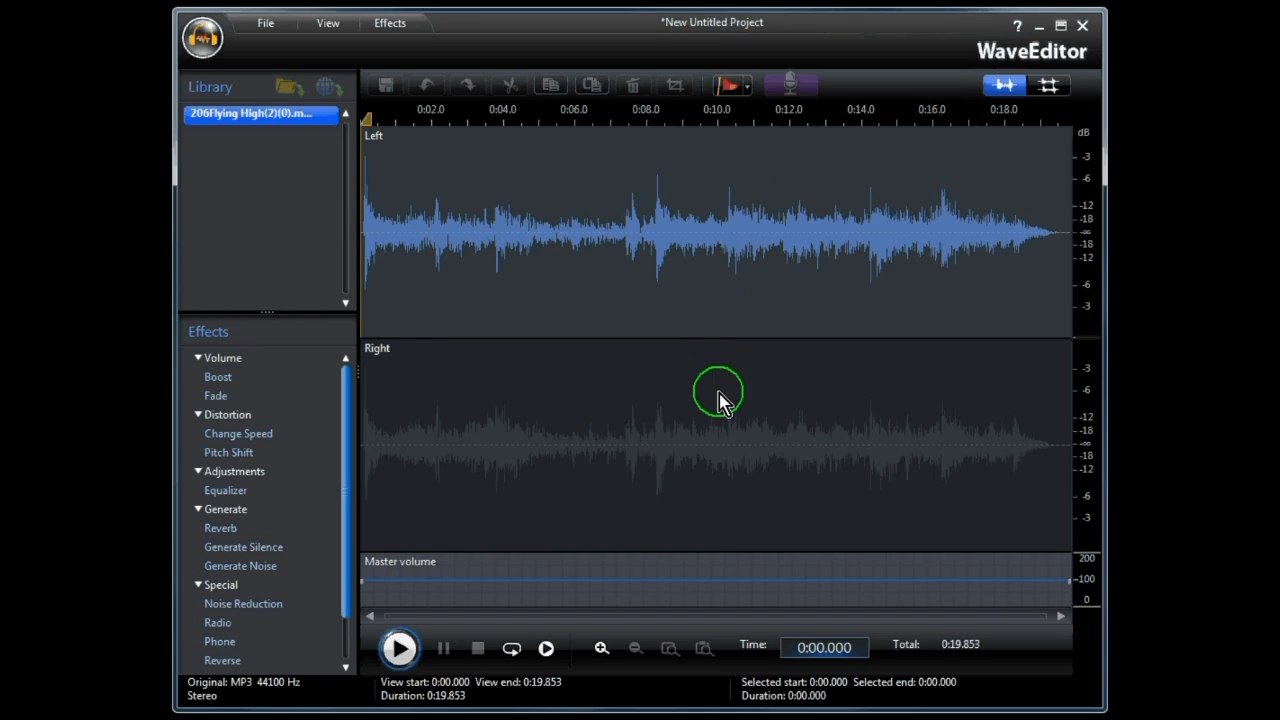 File View Effects
*New Untitled Project
?
WaveEditor
Library
206Flying High(2)(0).m...
0:02.0 0:04.0 0:06.0 0:08.0 0:10.0 0:12.0 0:14.0 0:16.0 0:18.0
Left
dB
-3
-6
-12
-18
-∞
-18
-12
-6
-3
Right
-3
-6
-12
-18
-∞
-18
-12
-6
-3
Effects
Volume
Boost
Fade
Distortion
Change Speed
Pitch Shift
Adjustments
Equalizer
Generate
Reverb
Generate Silence
Generate Noise
Special
Noise Reduction
Radio
Phone
Reverse
Master volume
200
100
0
Time: 0:00.000 Total: 0:19.853
Original: MP3 44100 Hz
Stereo
View start: 0:00.000 View end: 0:19.853
Duration: 0:19.853
Selected start: 0:00.000 Selected end: 0:00.000
Duration: 0:00.000